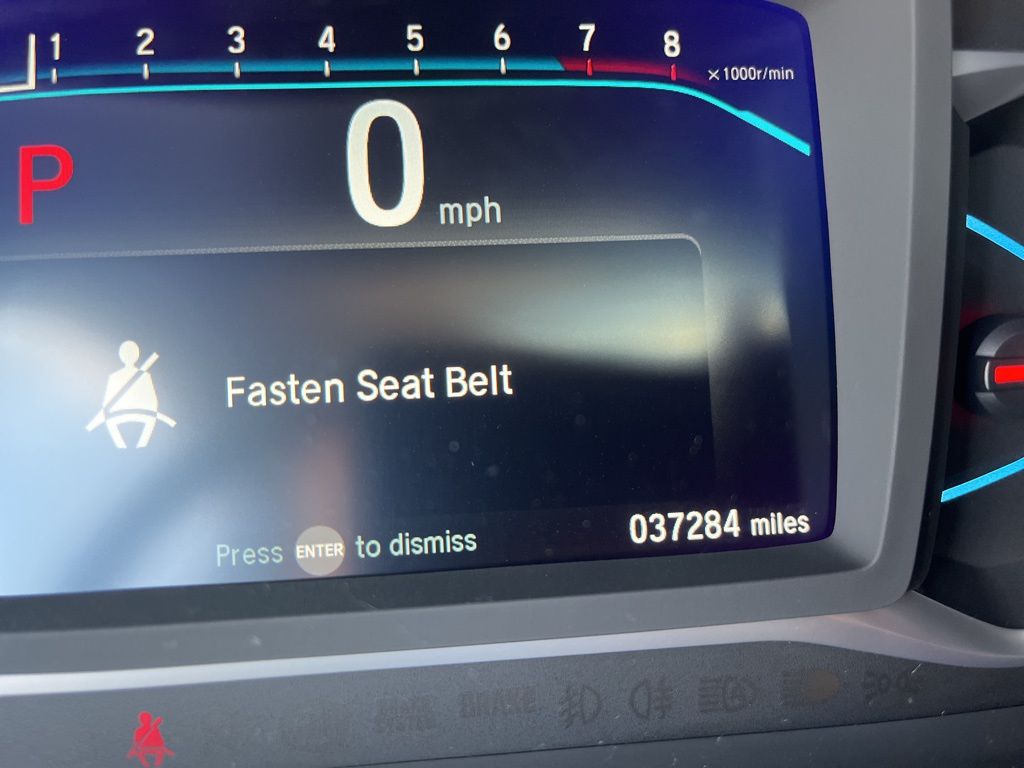 1 2 3 4 5 6 7 8
×1000r/min
P 0 mph
Fasten Seat Belt
Press ENTER to dismiss
037284 miles
BRAKE